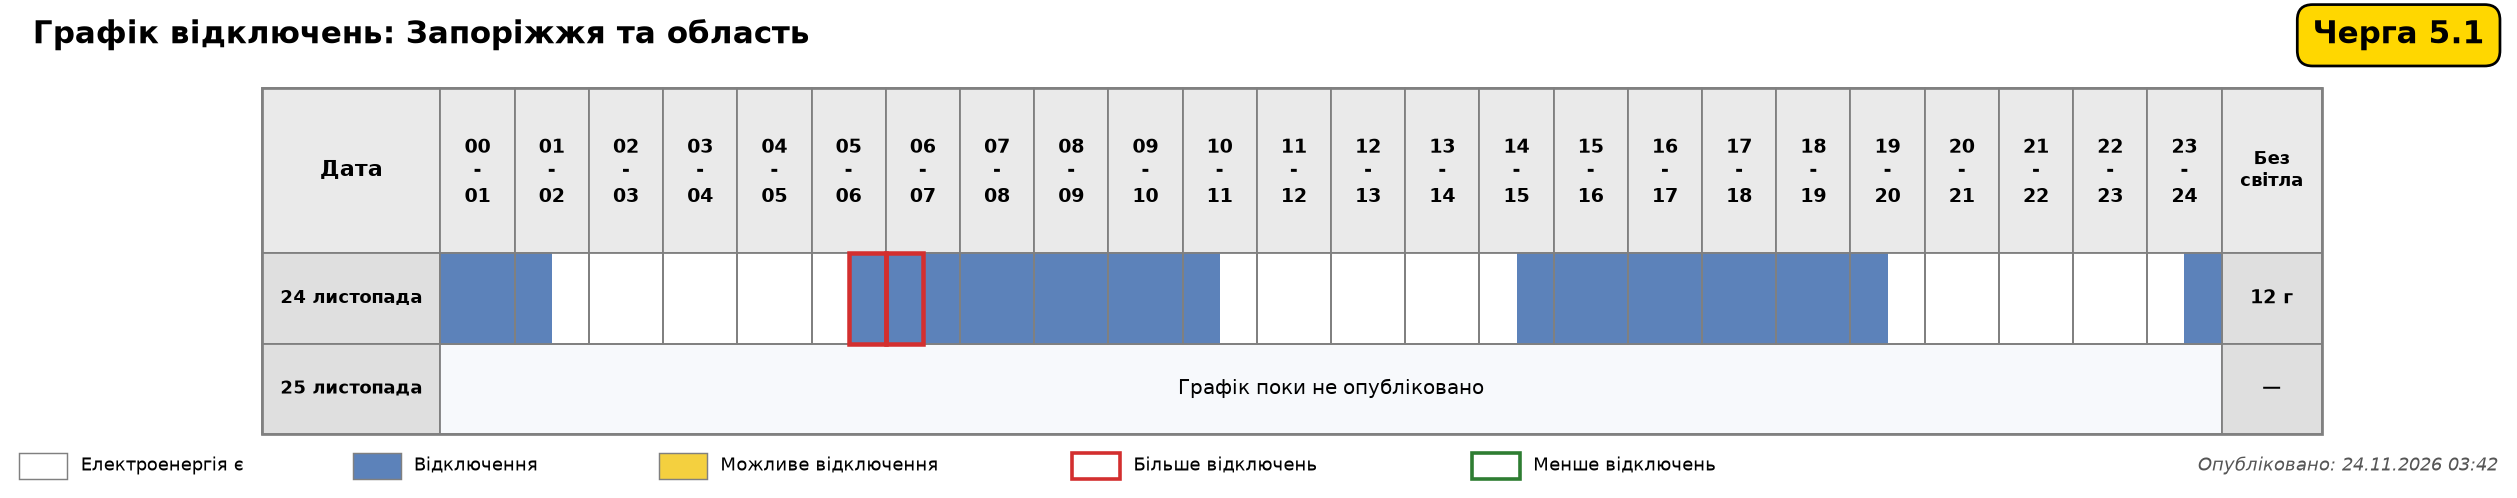 Графік відключень: Запоріжжя та область
Черга 5.1
Дата
00 - 01
01 - 02
02 - 03
03 - 04
04 - 05
05 - 06
06 - 07
07 - 08
08 - 09
09 - 10
10 - 11
11 - 12
12 - 13
13 - 14
14 - 15
15 - 16
16 - 17
17 - 18
18 - 19
19 - 20
20 - 21
21 - 22
22 - 23
23 - 24
Без
світла
24 листопада
12 г
25 листопада
Графік поки не опубліковано
—
Електроенергія є
Відключення
Можливе відключення
Більше відключень
Менше відключень
Опубліковано: 24.11.2026 03:42